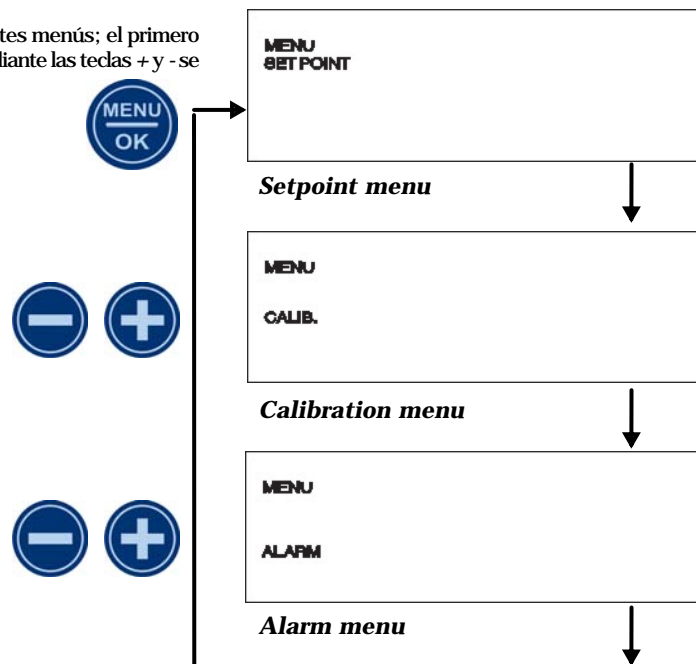 tes menús; el primero
diante las teclas + y - se
MENU
OK
MENU
SET POINT
Setpoint menu
MENU
CALIB.
Calibration menu
MENU
ALARM
Alarm menu